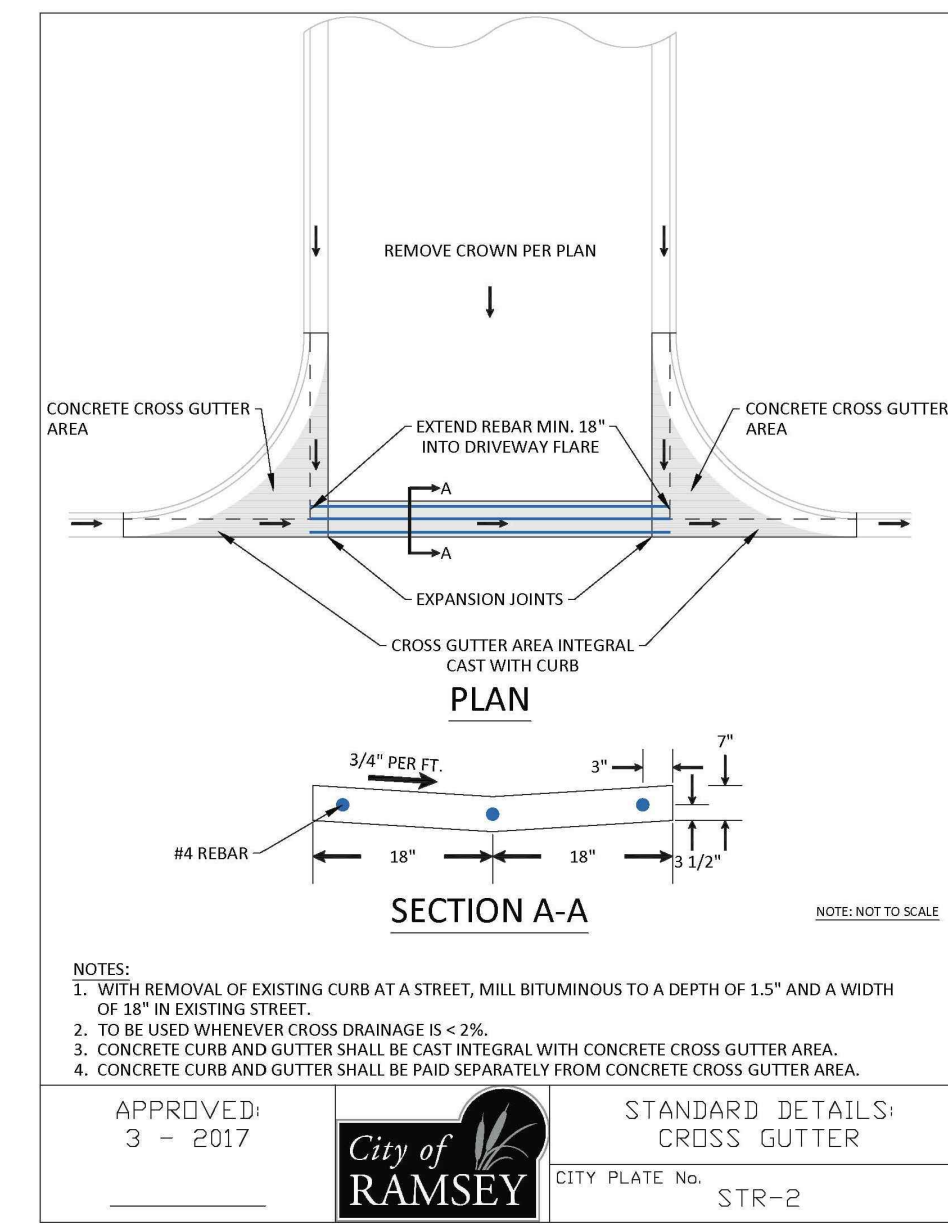 REMOVE CROWN PER PLAN
CONCRETE CROSS GUTTER
AREA
EXTEND REBAR MIN. 18"
INTO DRIVEWAY FLARE
CONCRETE CROSS GUTTER
AREA
A
A
EXPANSION JOINTS
CROSS GUTTER AREA INTEGRAL
CAST WITH CURB
PLAN
3/4" PER FT.
3"
7"
#4 REBAR
18"
18"
3 1/2"
SECTION A-A
NOTE: NOT TO SCALE
NOTES:
1. WITH REMOVAL OF EXISTING CURB AT A STREET, MILL BITUMINOUS TO A DEPTH OF 1.5" AND A WIDTH
OF 18" IN EXISTING STREET.
2. TO BE USED WHENEVER CROSS DRAINAGE IS < 2%.
3. CONCRETE CURB AND GUTTER SHALL BE CAST INTEGRAL WITH CONCRETE CROSS GUTTER AREA.
4. CONCRETE CURB AND GUTTER SHALL BE PAID SEPARATELY FROM CONCRETE CROSS GUTTER AREA.
APPROVED:
3 - 2017
City of
RAMSEY
STANDARD DETAILS:
CROSS GUTTER
CITY PLATE No.
STR-2